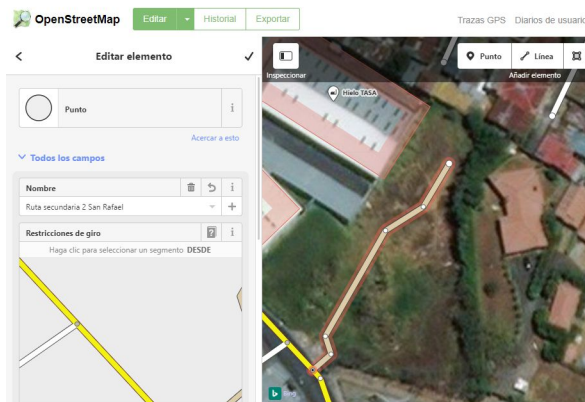 OpenStreetMap
Editar
Historial
Exportar
Trazas GPS
Diarios de usuario
Editar elemento
Punto
i
Acercar a esto
Todos los campos
Nombre
i
Ruta secundaria 2 San Rafael
+
Restricciones de giro
?
i
Haga clic para seleccionar un segmento DESDE
Inspeccionar
Punto
Línea
Añadir elemento
Hielo TASA
b
Bing